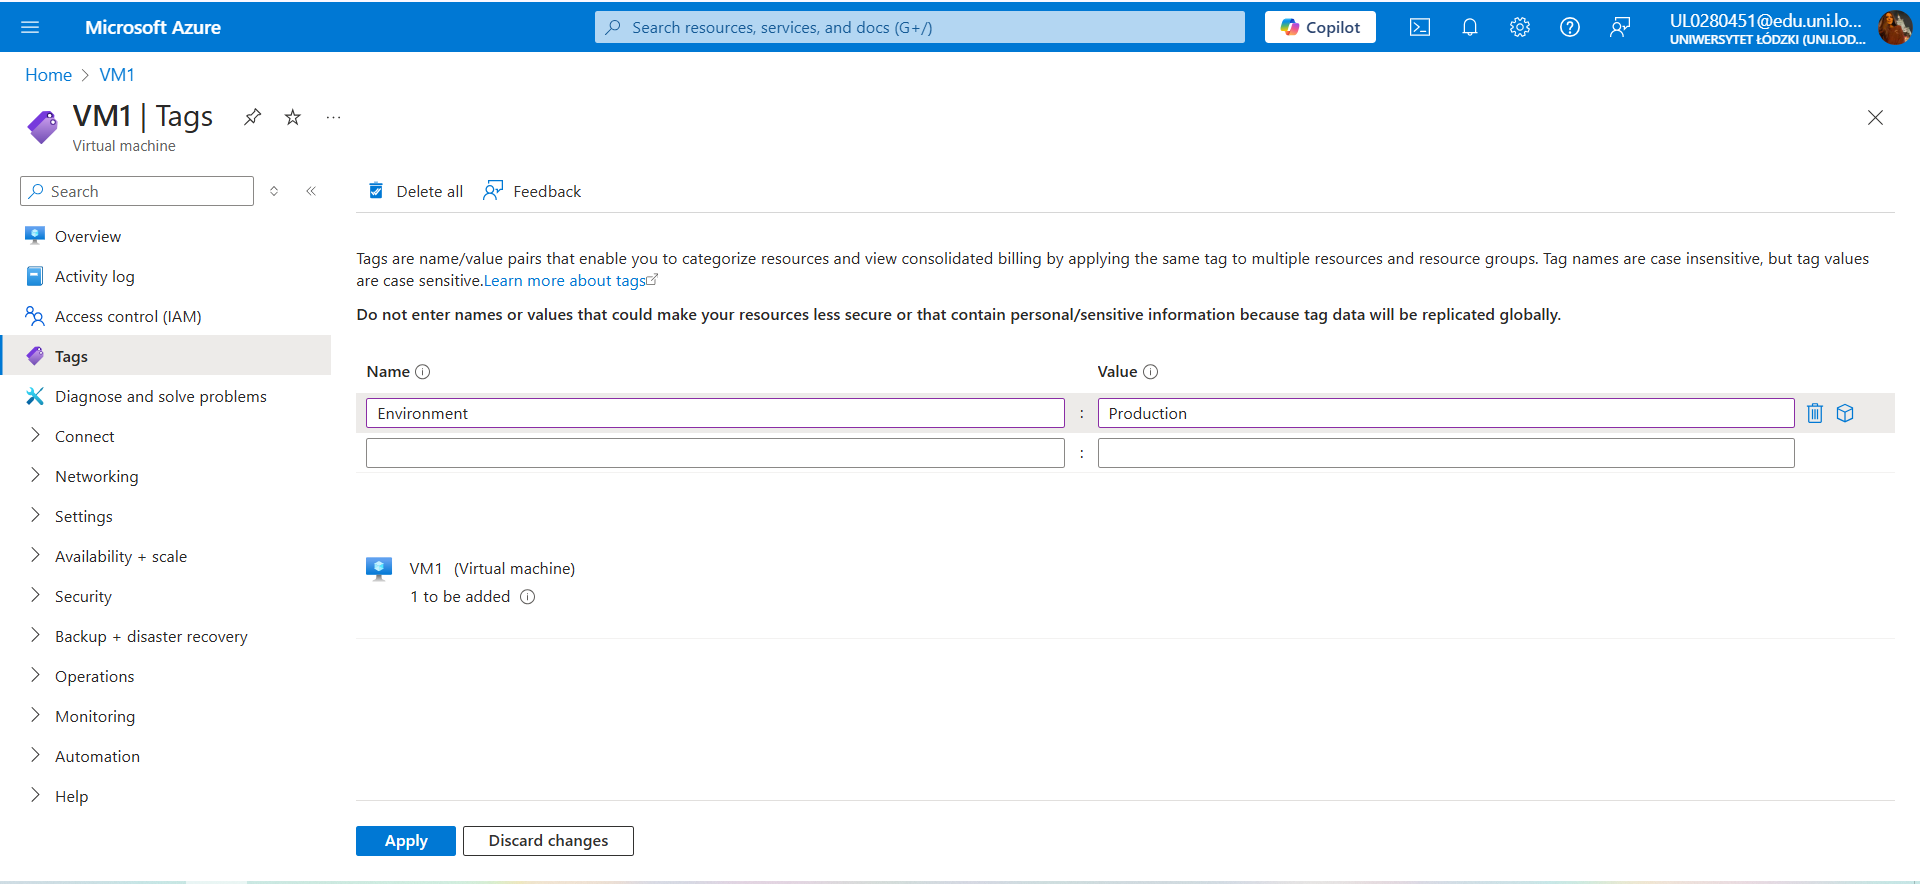 Microsoft Azure
Search resources, services, and docs (G+/)
Copilot
UL0280451@edu.uni.lo...
UNIWERSYTET ŁÓDZKI (UNI.LOD...
Home > VM1
VM1 | Tags
Virtual machine
Search
Overview
Activity log
Access control (IAM)
Tags
Diagnose and solve problems
Connect
Networking
Settings
Availability + scale
Security
Backup + disaster recovery
Operations
Monitoring
Automation
Help
Delete all
Feedback
Tags are name/value pairs that enable you to categorize resources and view consolidated billing by applying the same tag to multiple resources and resource groups. Tag names are case insensitive, but tag values
are case sensitive.Learn more about tags
Do not enter names or values that could make your resources less secure or that contain personal/sensitive information because tag data will be replicated globally.
Name Value
Environment : Production
:
VM1 (Virtual machine)
1 to be added
Apply
Discard changes